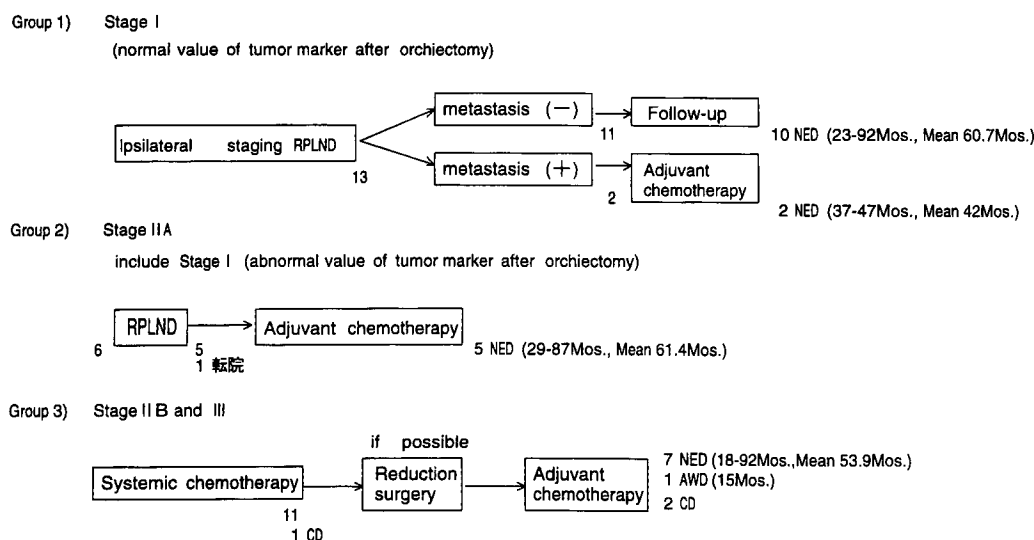 Group 1) Stage I
(normal value of tumor marker after orchiectomy)
metastasis (−)
Follow-up
11
10 NED (23-92Mos., Mean 60.7Mos.)
Ipsilateral staging RPLND
13
metastasis (+)
2
Adjuvant
chemotherapy
2 NED (37-47Mos., Mean 42Mos.)
Group 2) Stage IIA
include Stage I (abnormal value of tumor marker after orchiectomy)
RPLND
Adjuvant chemotherapy
6
5
1 転院
5 NED (29-87Mos., Mean 61.4Mos.)
Group 3) Stage IIB and III
if possible
Systemic chemotherapy
11
1 CD
Reduction
surgery
Adjuvant
chemotherapy
7 NED (18-92Mos.,Mean 53.9Mos.)
1 AWD (15Mos.)
2 CD